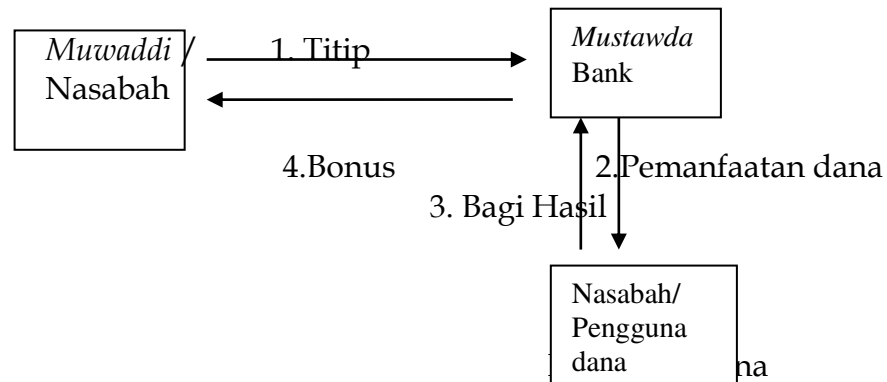 Muwaddi /
Nasabah
1. Titip
Mustawda
Bank
4.Bonus
2.Pemanfaatan dana
3. Bagi Hasil
Nasabah/
Pengguna
dana